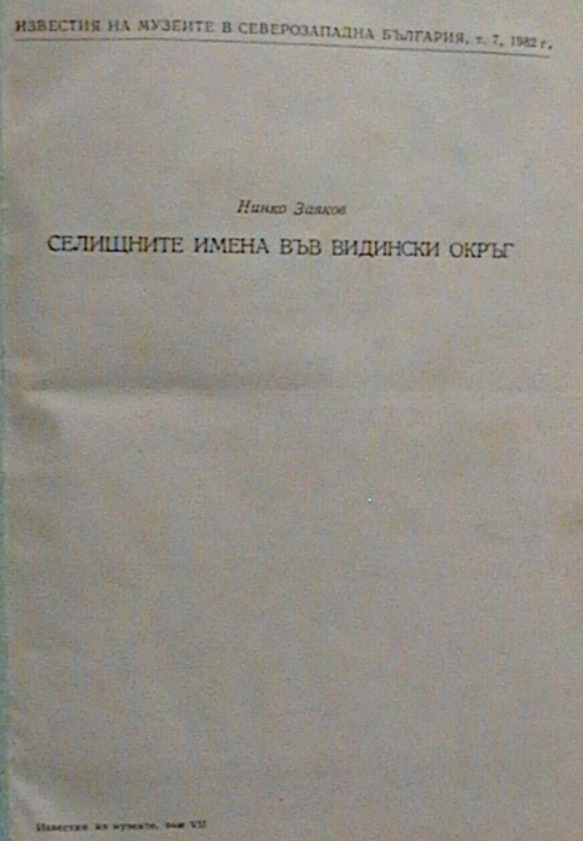 ИЗВЕСТИЯ НА МУЗЕИТЕ В СЕВЕРОЗАПАДНА БЪЛГАРИЯ, т. 7, 1982 г.
Нинко Заяков
СЕЛИЩНИТЕ ИМЕНА ВЪВ ВИДИНСКИ ОКРЪГ
Известия на музеите, том VII